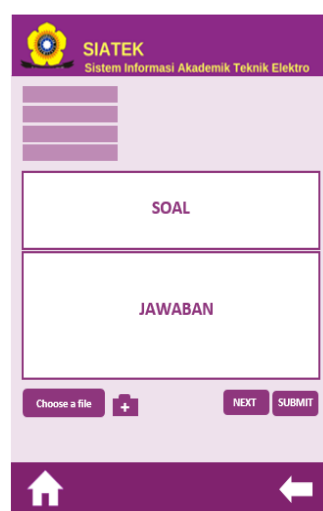 SIATEK
Sistem Informasi Akademik Teknik Elektro
SOAL
JAWABAN
Choose a file
NEXT
SUBMIT